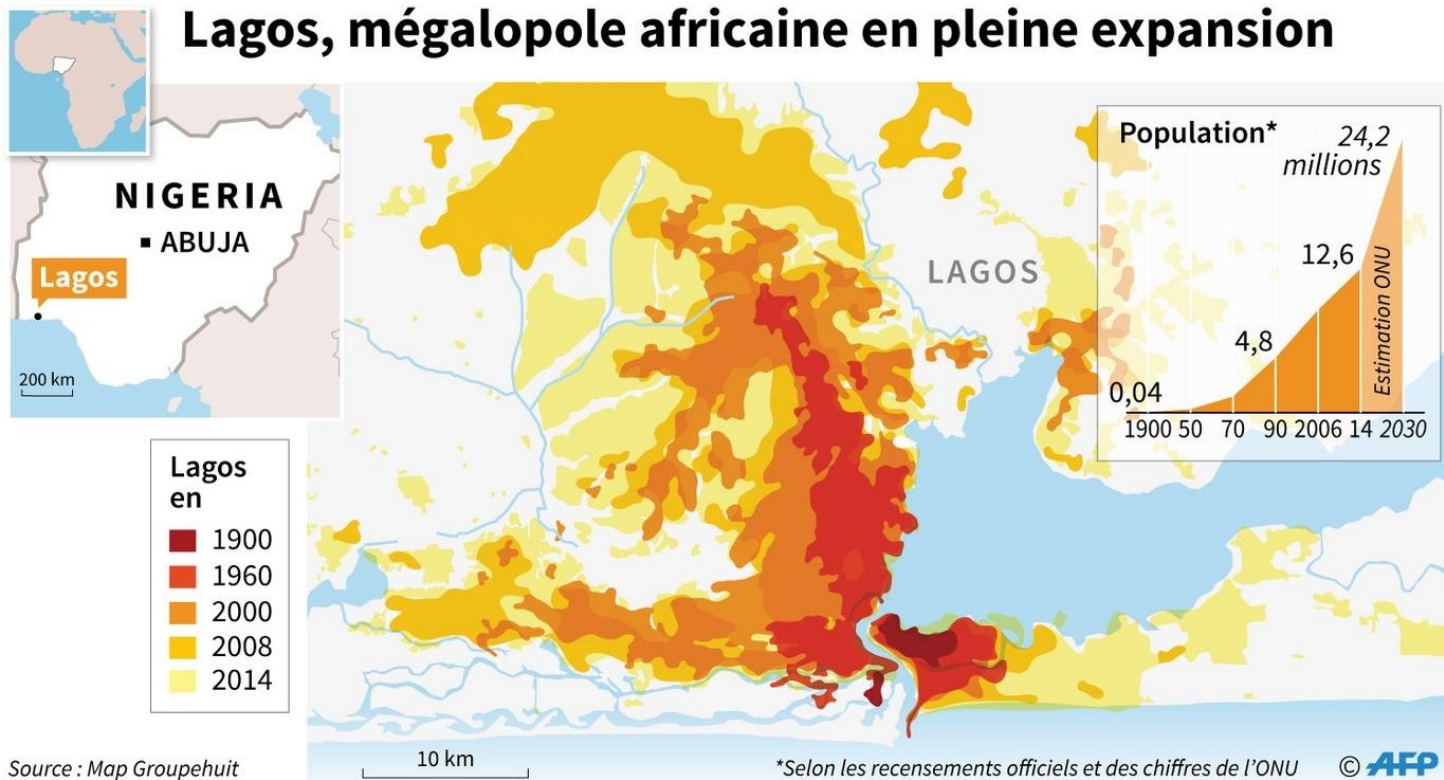 Lagos, mégalopole africaine en pleine expansion
NIGERIA
ABUJA
Lagos
200 km
Lagos
en
1900
1960
2000
2008
2014
LAGOS
Population*
24,2
millions
12,6
4,8
0,04
Estimation ONU
1900 50 70 90 2006 14 2030
10 km
Source : Map Groupehuit
*Selon les recensements officiels et des chiffres de l'ONU
© AFP